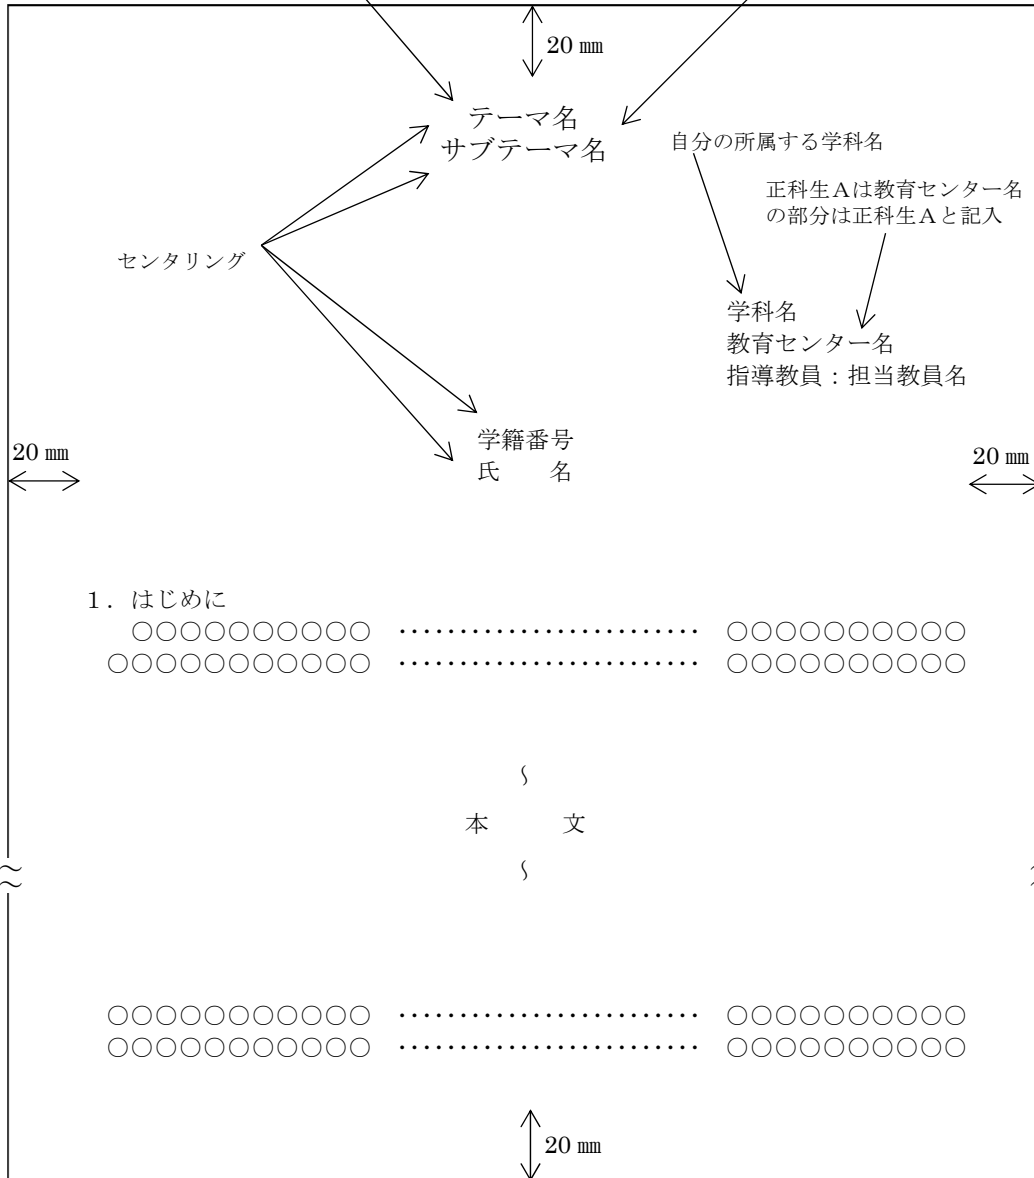 20 ㎜
テーマ名
サブテーマ名
自分の所属する学科名
正科生Ａは教育センター名
の部分は正科生Ａと記入
センタリング
学科名
教育センター名
指導教員：担当教員名
学籍番号
氏　　名
20 ㎜
20 ㎜
１．はじめに
○○○○○○○○○○ ‥‥‥‥‥‥‥‥‥‥‥‥ ○○○○○○○○○○
○○○○○○○○○○○ ‥‥‥‥‥‥‥‥‥‥‥‥ ○○○○○○○○○○
～
本　　　文
～
○○○○○○○○○○○ ‥‥‥‥‥‥‥‥‥‥‥‥ ○○○○○○○○○○
○○○○○○○○○○○ ‥‥‥‥‥‥‥‥‥‥‥‥ ○○○○○○○○○○
20 ㎜